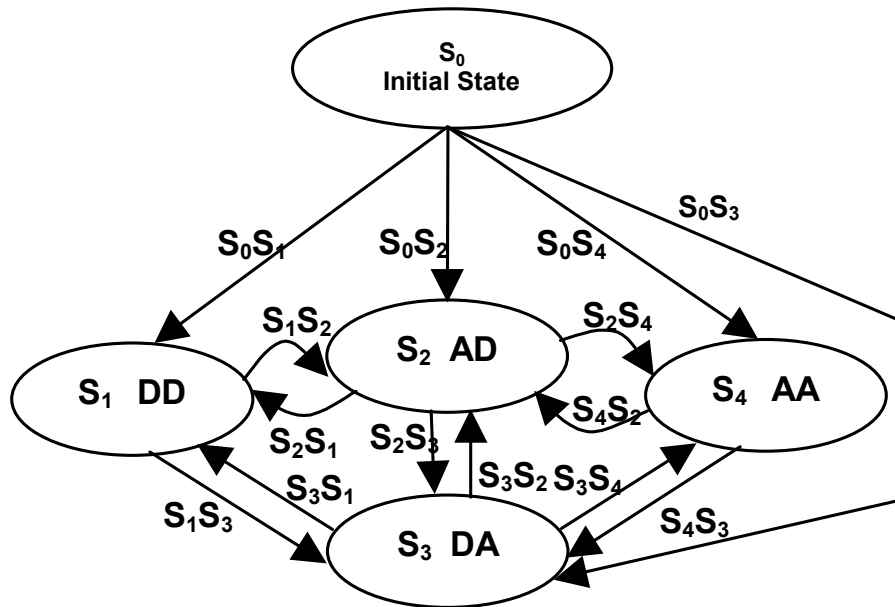 S₀
Initial State
S₀S₃
S₀S₁
S₀S₂
S₀S₄
S₁S₂
S₂S₄
S₂ AD
S₁ DD
S₄ AA
S₄S₂
S₂S₁
S₂S₃
S₃S₂
S₃S₄
S₃S₁
S₁S₃
S₄S₃
S₃ DA